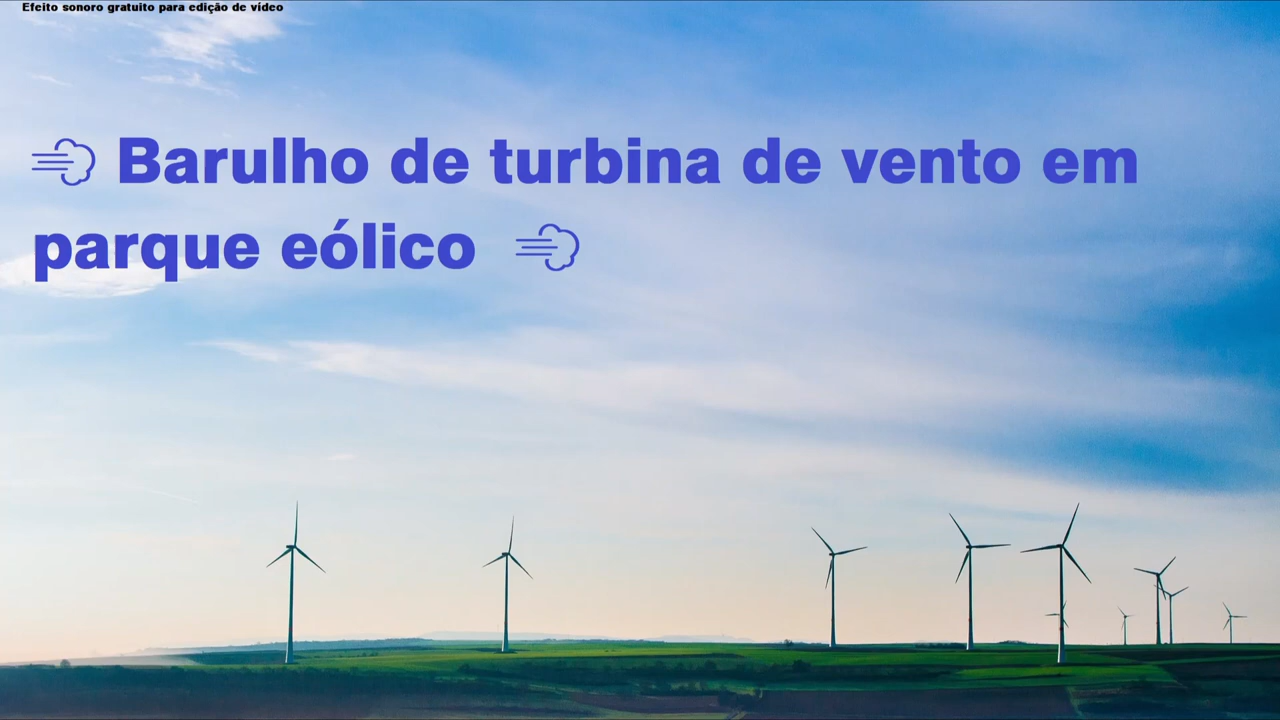 Efeito sonoro gratuito para edição de vídeo
💨 Barulho de turbina de vento em
parque eólico 💨